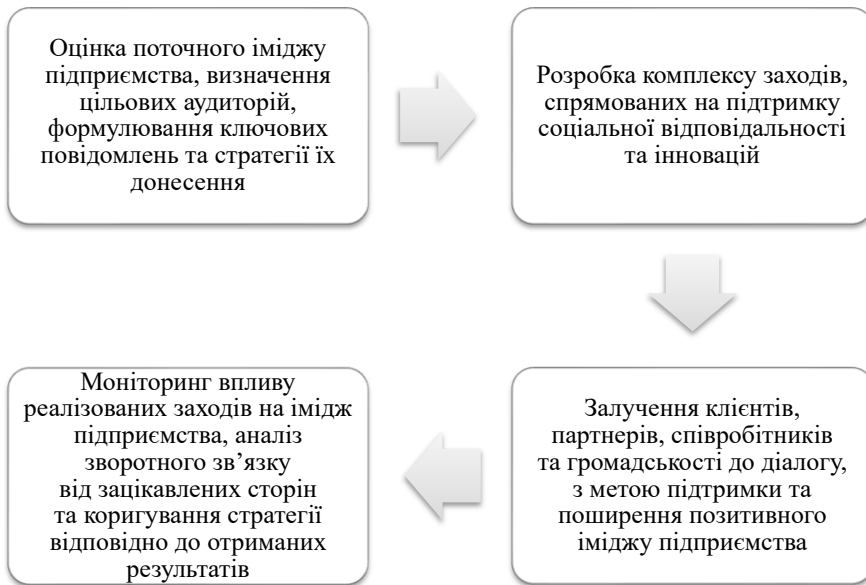 Оцінка поточного іміджу
підприємства, визначення
цільових аудиторій,
формулювання ключових
повідомлень та стратегії їх
донесення
Розробка комплексу заходів,
спрямованих на підтримку
соціальної відповідальності
та інновацій
Залучення клієнтів,
партнерів, співробітників
та громадськості до діалогу,
з метою підтримки та
поширення позитивного
іміджу підприємства
Моніторинг впливу
реалізованих заходів на імідж
підприємства, аналіз
зворотного зв’язку
від зацікавлених сторін
та коригування стратегії
відповідно до отриманих
результатів